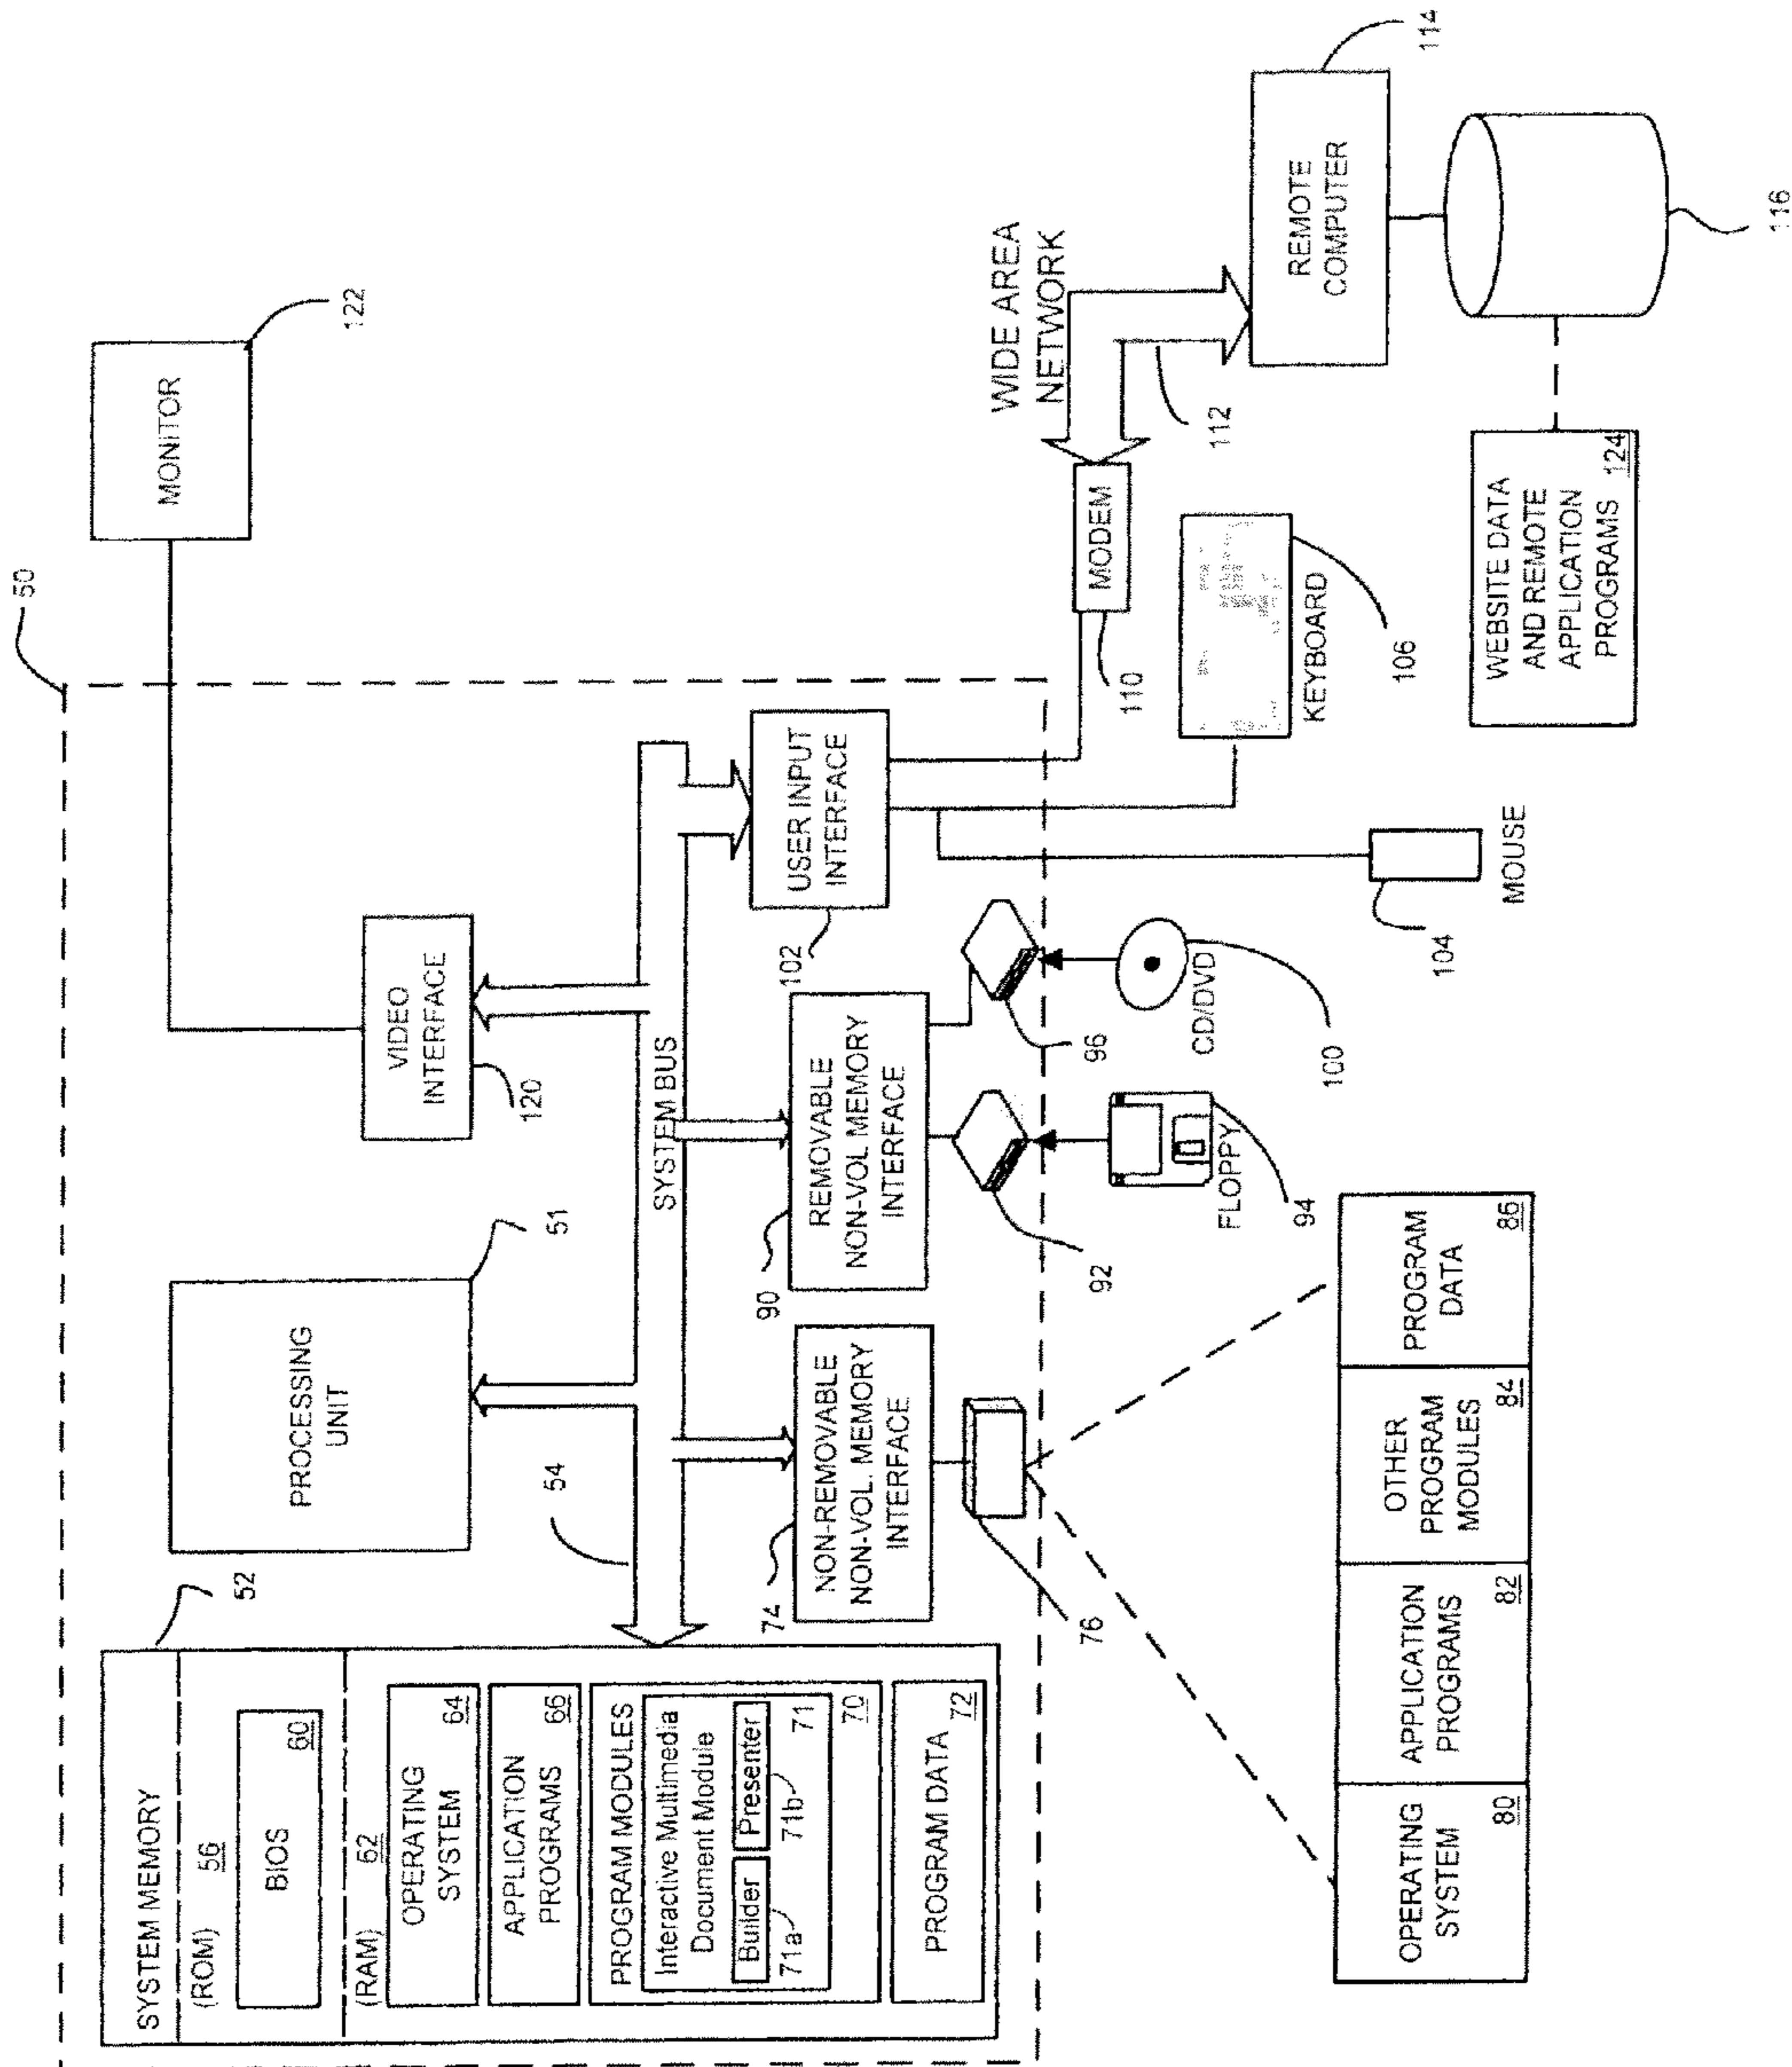 50
SYSTEM MEMORY
52
(ROM) 56
BIOS
60
(RAM) 62
OPERATING
SYSTEM
64
APPLICATION
PROGRAMS
66
PROGRAM MODULES
Interactive Multimedia
Document Module
Builder
Presenter
71a
71b
71
70
PROGRAM DATA
72
PROCESSING
UNIT
51
54
VIDEO
INTERFACE
120
MONITOR
122
SYSTEM BUS
NON-REMOVABLE
NON-VOL. MEMORY
INTERFACE
74
76
REMOVABLE
NON-VOL MEMORY
INTERFACE
90
92
96
USER INPUT
INTERFACE
102
FLOPPY
94
CD/DVD
100
MODEM
110
WIDE AREA
NETWORK
112
KEYBOARD
106
MOUSE
104
REMOTE
COMPUTER
114
116
WEBSITE DATA
AND REMOTE
APPLICATION
PROGRAMS
124
OPERATING
SYSTEM
80
APPLICATION
PROGRAMS
82
OTHER
PROGRAM
MODULES
84
PROGRAM
DATA
86